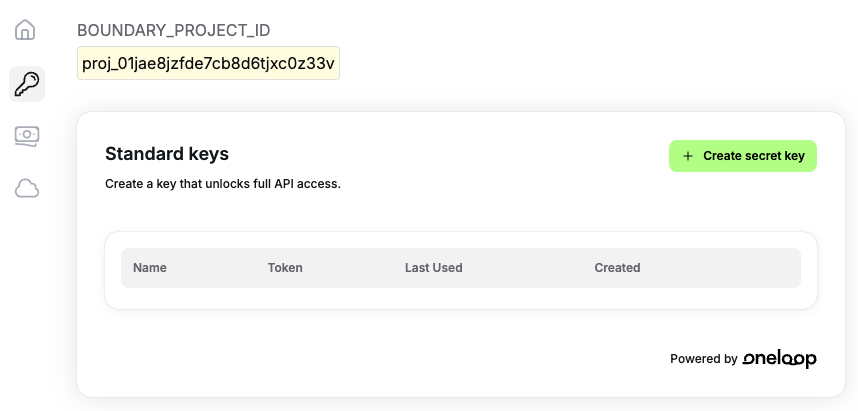 BOUNDARY_PROJECT_ID
proj_01jae8jzfde7cb8d6tjxc0z33v
Standard keys
+ Create secret key
Create a key that unlocks full API access.
Name Token Last Used Created
Powered by oneloop